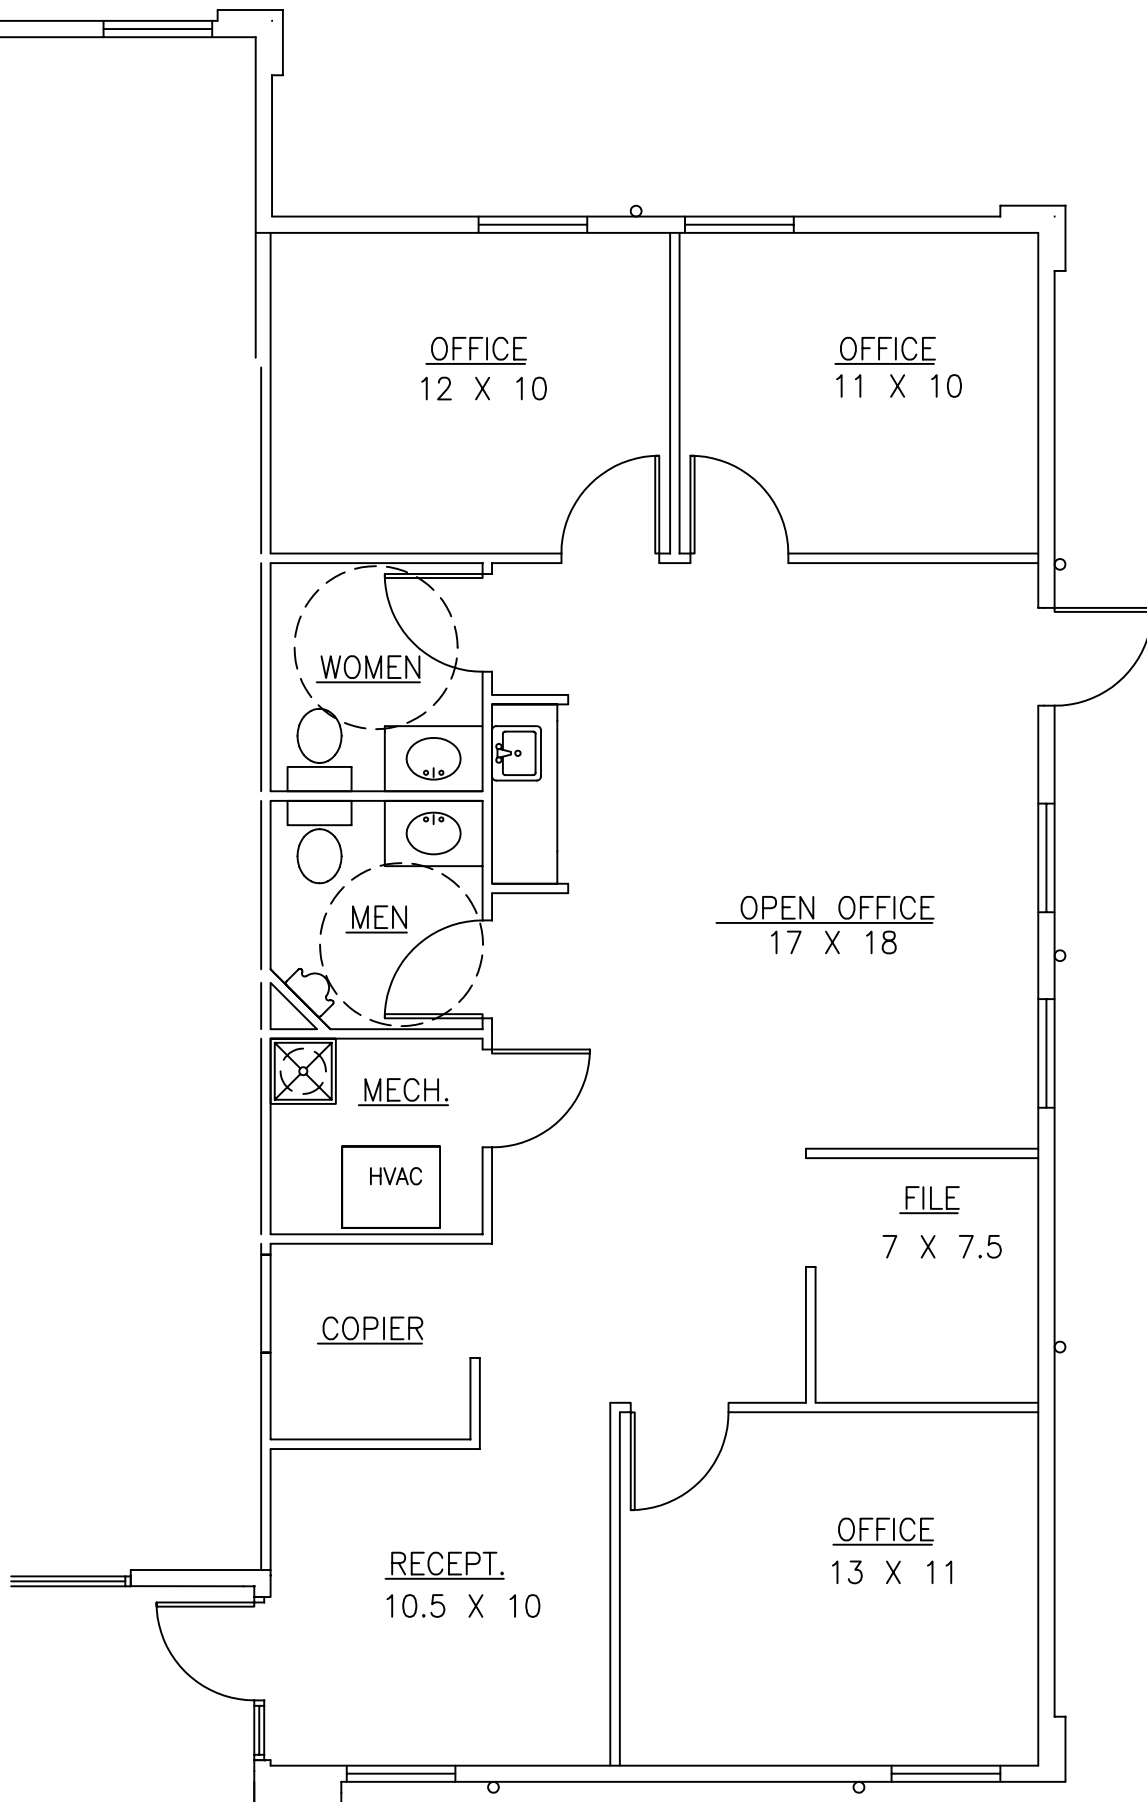 OFFICE
12 X 10
OFFICE
11 X 10
WOMEN
MEN
OPEN OFFICE
17 X 18
MECH.
HVAC
FILE
7 X 7.5
COPIER
OFFICE
13 X 11
RECEPT.
10.5 X 10